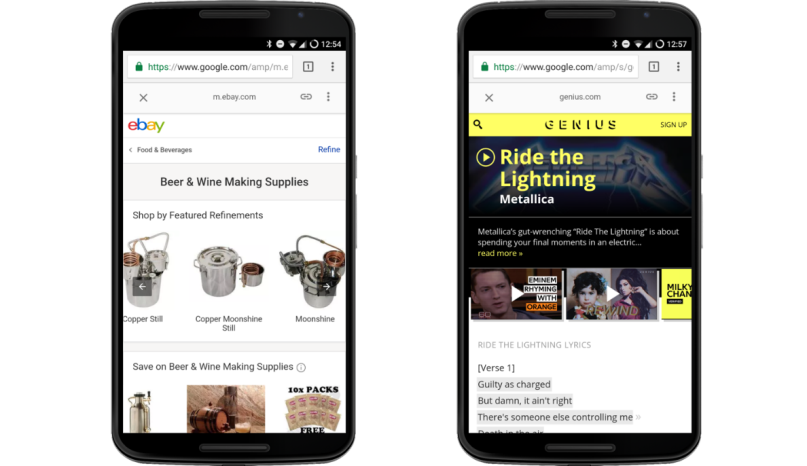 12:54
https://www.google.com/amp/m.e
1
m.ebay.com
ebay
Food & Beverages
Refine
Beer & Wine Making Supplies
Shop by Featured Refinements
Copper Still
Copper Moonshine
Still
Moonshine
Save on Beer & Wine Making Supplies
10X PACKS
FREE
12:57
https://www.google.com/amp/s/g
1
genius.com
GENIUS
SIGN UP
Ride the
Lightning
Metallica
Metallica's gut-wrenching “Ride The Lightning” is about
spending your final moments in an electric...
read more »
EMINEM
RHYMING
WITH
ORANGE
REWIND
MILKY
CHAN
RIDE THE LIGHTNING LYRICS
[Verse 1]
Guilty as charged
But damn, it ain't right
There's someone else controlling me »
Death in the air